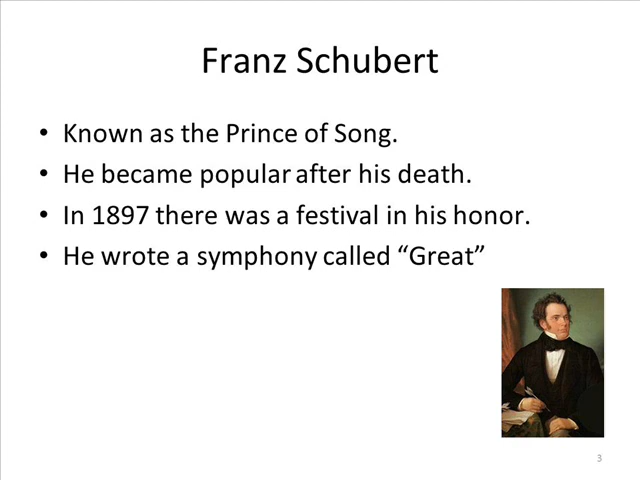 Franz Schubert
• Known as the Prince of Song.
• He became popular after his death.
• In 1897 there was a festival in his honor.
• He wrote a symphony called “Great”
3